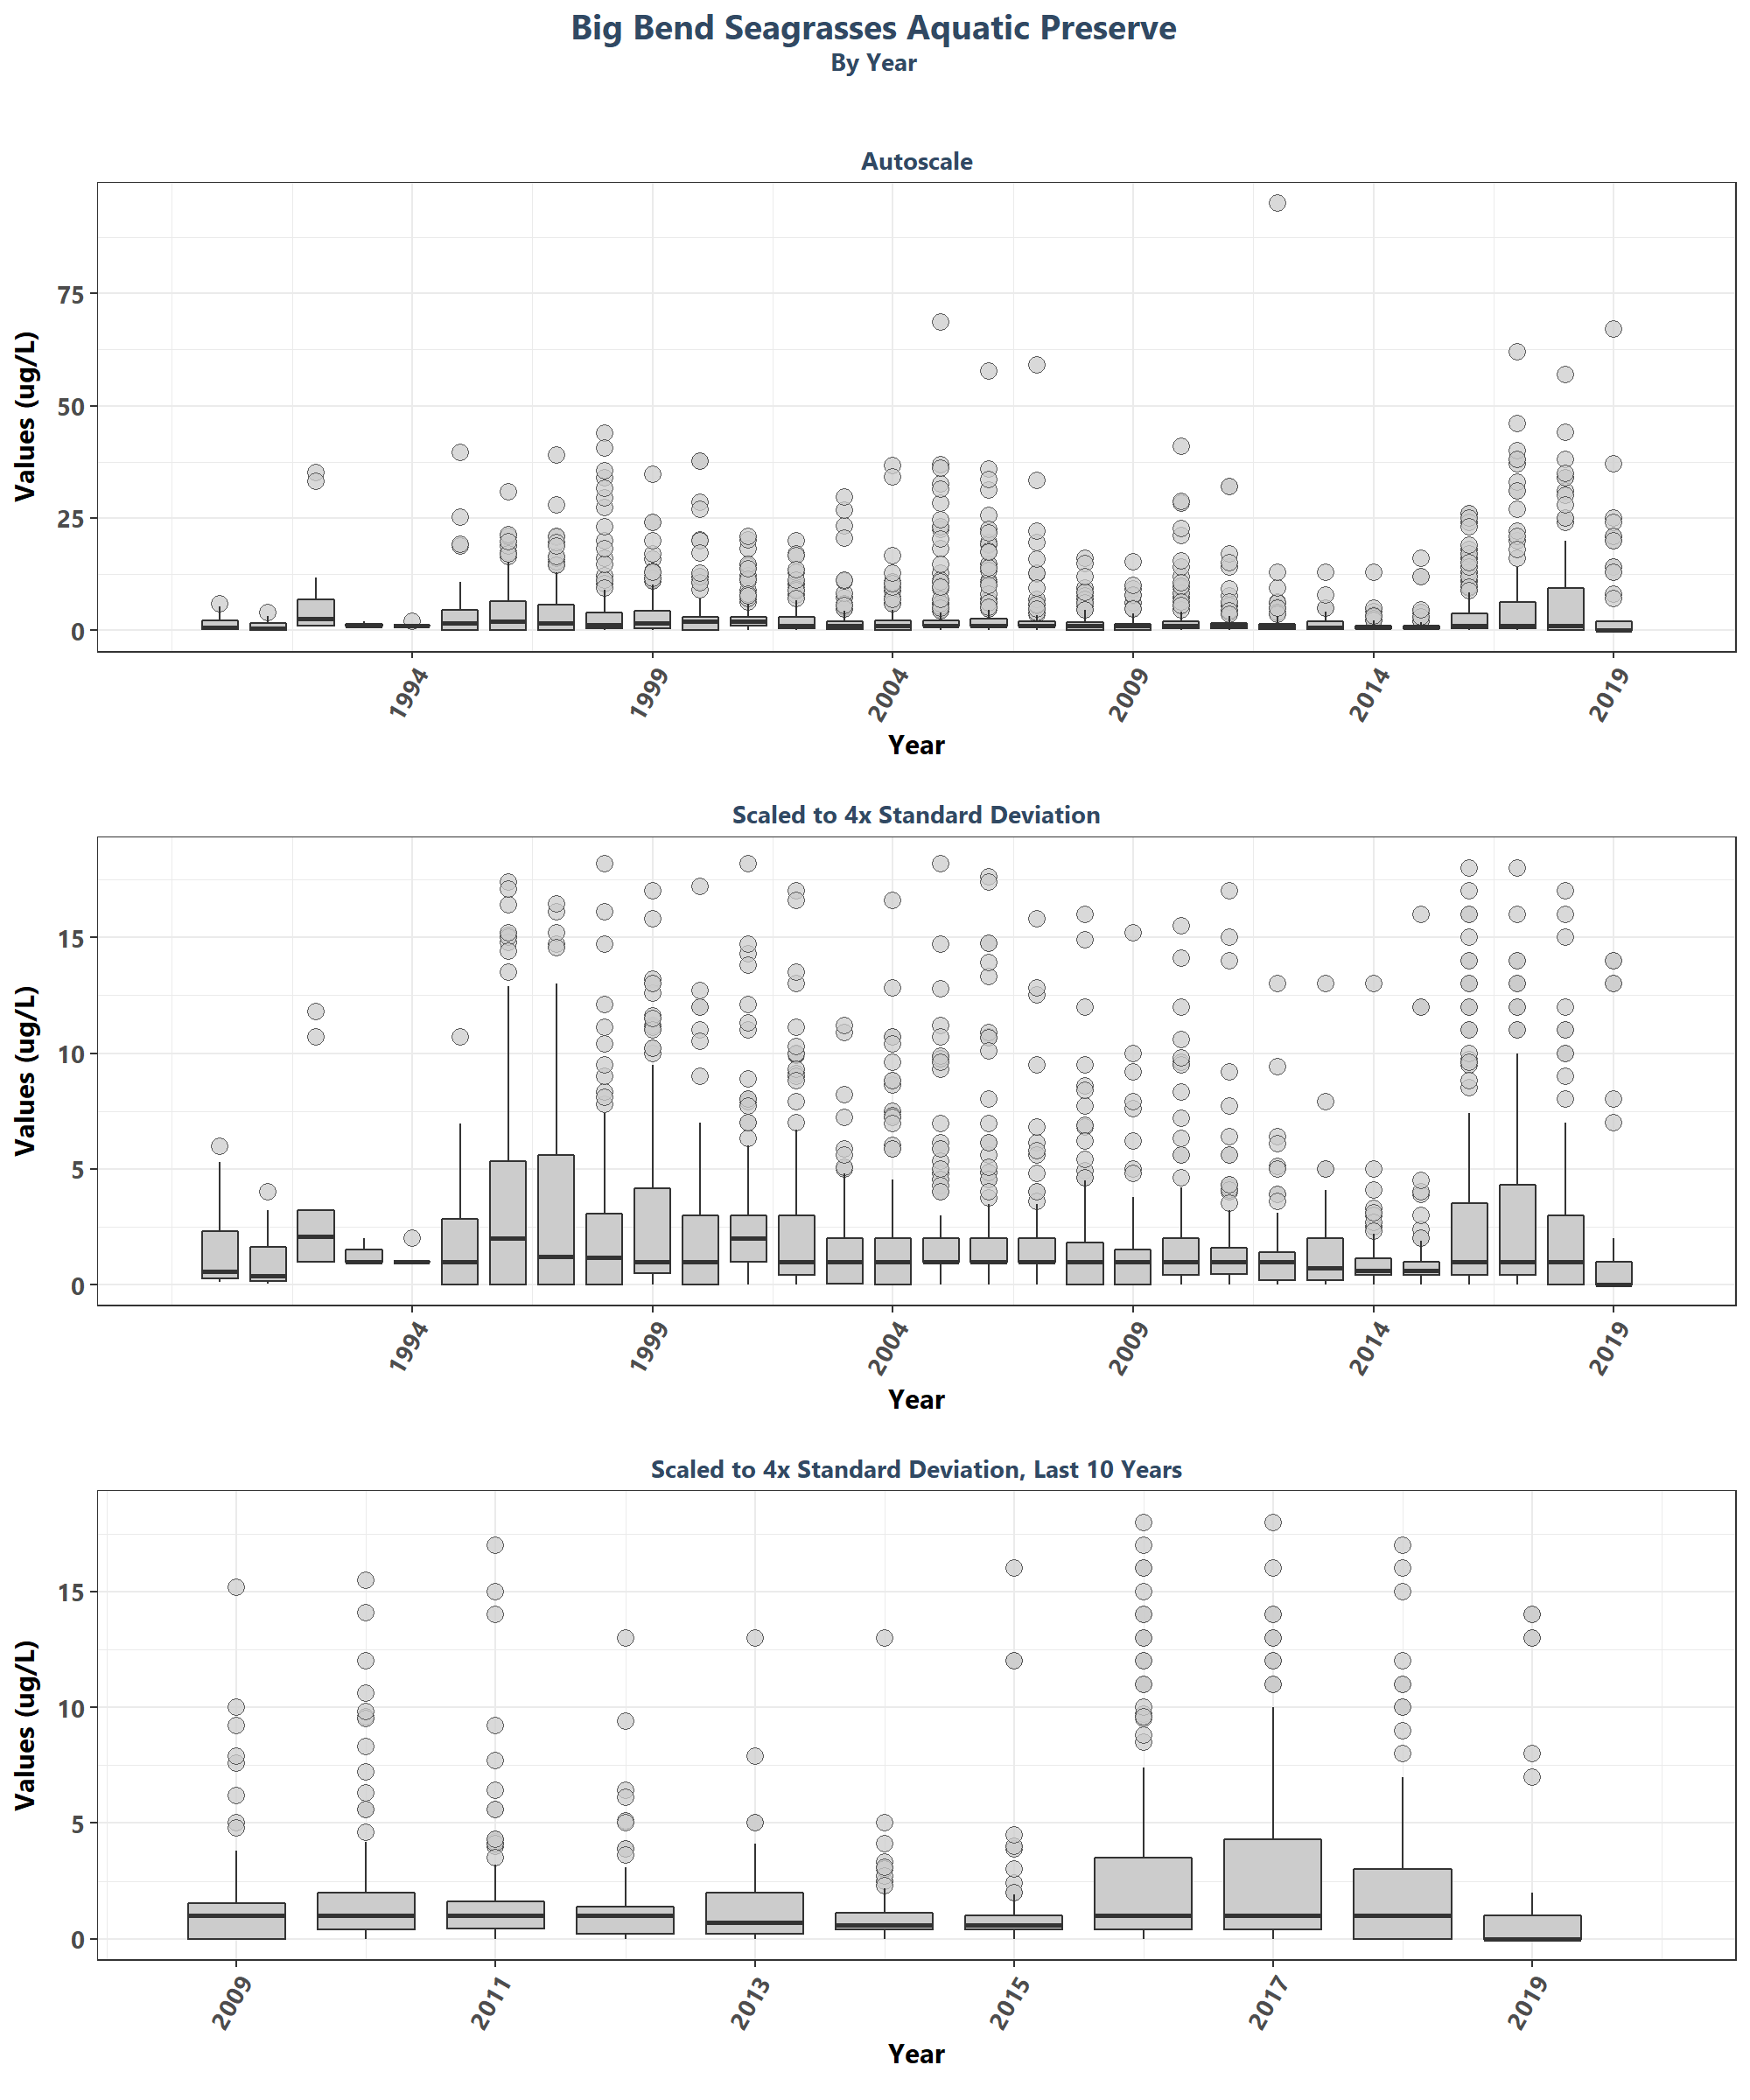 Big Bend Seagrasses Aquatic Preserve
By Year
Autoscale
Values (ug/L)
75
50
25
0
1994 1999 2004 2009 2014 2019
Year
Scaled to 4x Standard Deviation
Values (ug/L)
15
10
5
0
1994 1999 2004 2009 2014 2019
Year
Scaled to 4x Standard Deviation, Last 10 Years
Values (ug/L)
15
10
5
0
2009 2011 2013 2015 2017 2019
Year